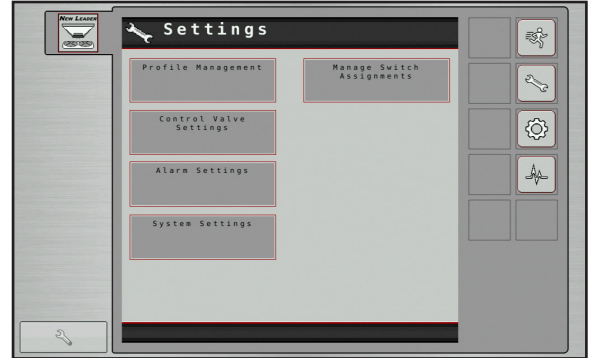 New Leader
Settings
Profile Management
Manage Switch
Assignments
Control Valve
Settings
Alarm Settings
System Settings